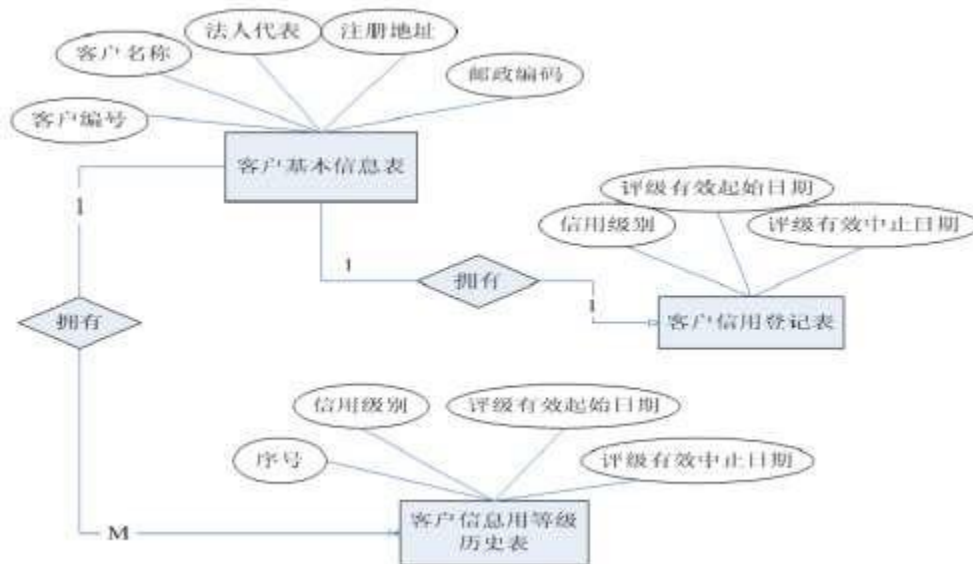 法人代表
注册地址
客户名称
邮政编码
客户编号
客户基本信息表
1
评级有效起始日期
信用级别
评级有效中止日期
1
拥有
1
客户信用登记表
拥有
信用级别
评级有效起始日期
序号
评级有效中止日期
客户信息用等级
历史表
M